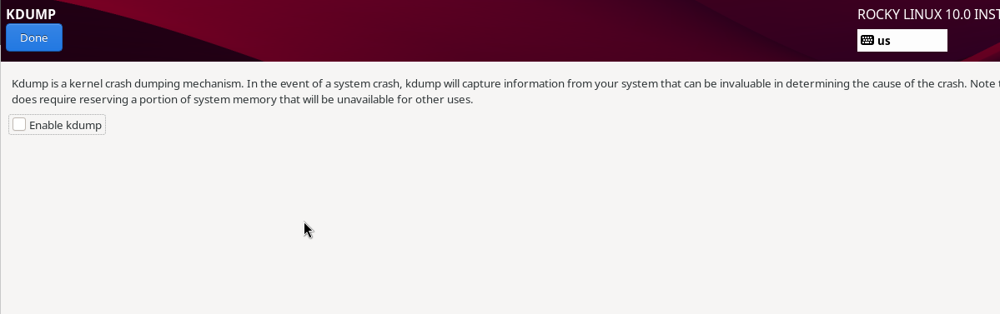 KDUMP
ROCKY LINUX 10.0 INST
Done
us
Kdump is a kernel crash dumping mechanism. In the event of a system crash, kdump will capture information from your system that can be invaluable in determining the cause of the crash. Note
does require reserving a portion of system memory that will be unavailable for other uses.
Enable kdump